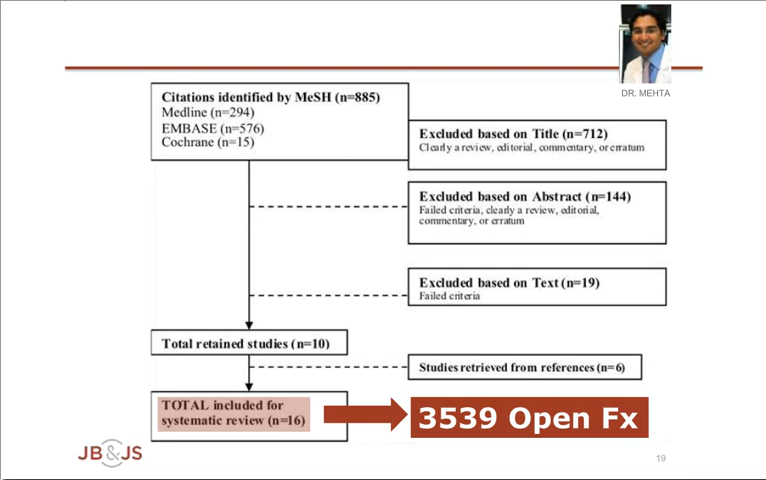 DR. MEHTA
Citations identified by MeSH (n=885)
Medline (n=294)
EMBASE (n=576)
Cochrane (n=15)
Excluded based on Title (n=712)
Clearly a review, editorial, commentary, or erratum
Excluded based on Abstract (n=144)
Failed criteria, clearly a review, editorial,
commentary, or erratum
Excluded based on Text (n=19)
Failed criteria
Total retained studies (n=10)
Studies retrieved from references (n=6)
TOTAL included for
systematic review (n=16)
3539 Open Fx
JB&JS
19